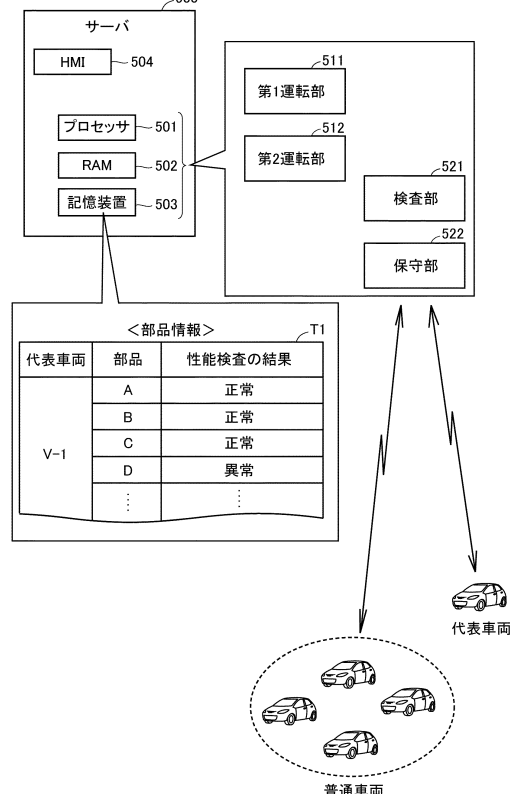 サーバ
HMI 504
プロセッサ 501
RAM 502
記憶装置 503
511
第1運転部
512
第2運転部
521
検査部
522
保守部
<部品情報> T1
代表車両 部品 性能検査の結果
A 正常
B 正常
C 正常
V-1
D 異常
代表車両
普通車両